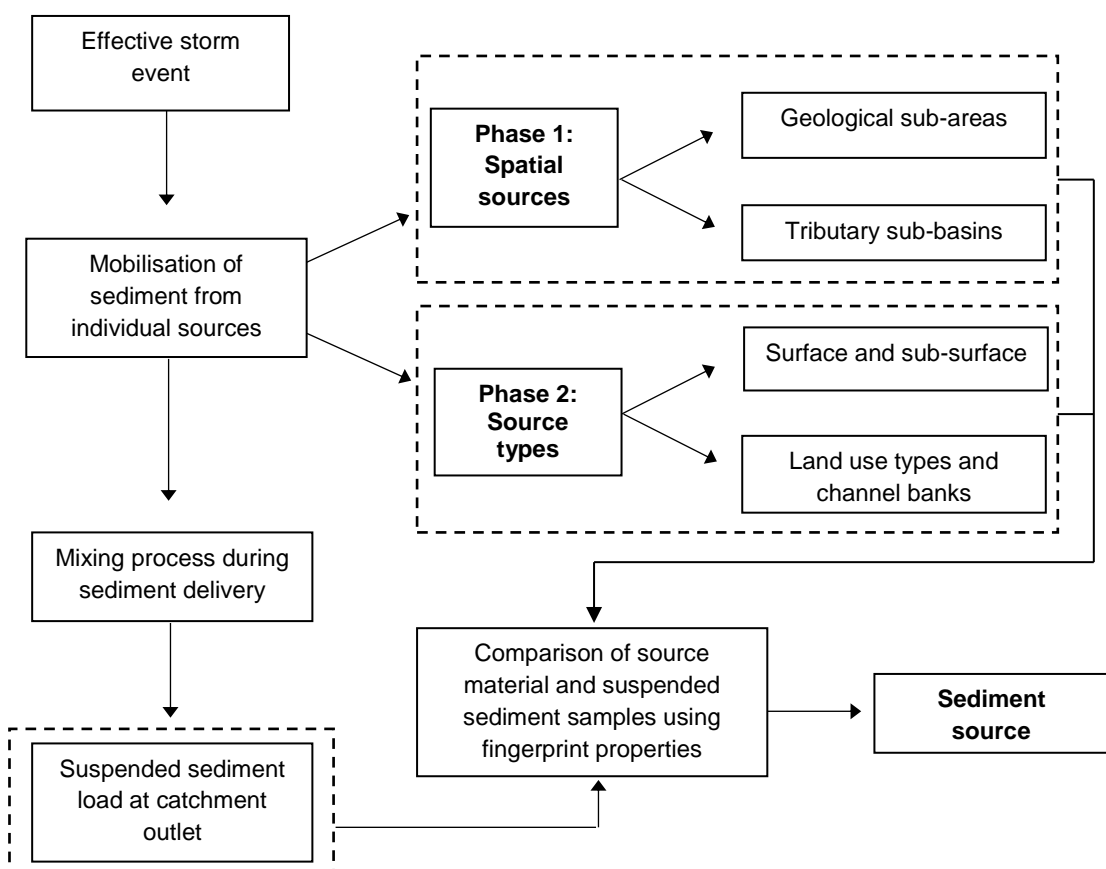 Effective storm
event
Mobilisation of
sediment from
individual sources
Mixing process during
sediment delivery
Suspended sediment
load at catchment
outlet
Phase 1:
Spatial
sources
Geological sub-areas
Tributary sub-basins
Phase 2:
Source
types
Surface and sub-surface
Land use types and
channel banks
Comparison of source
material and suspended
sediment samples using
fingerprint properties
Sediment
source